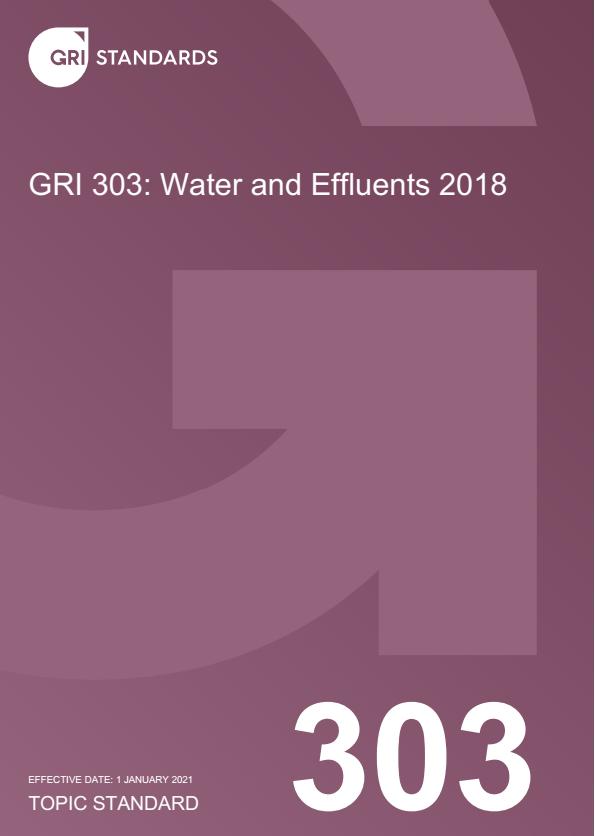 GRI STANDARDS
GRI 303: Water and Effluents 2018
303
EFFECTIVE DATE: 1 JANUARY 2021
TOPIC STANDARD